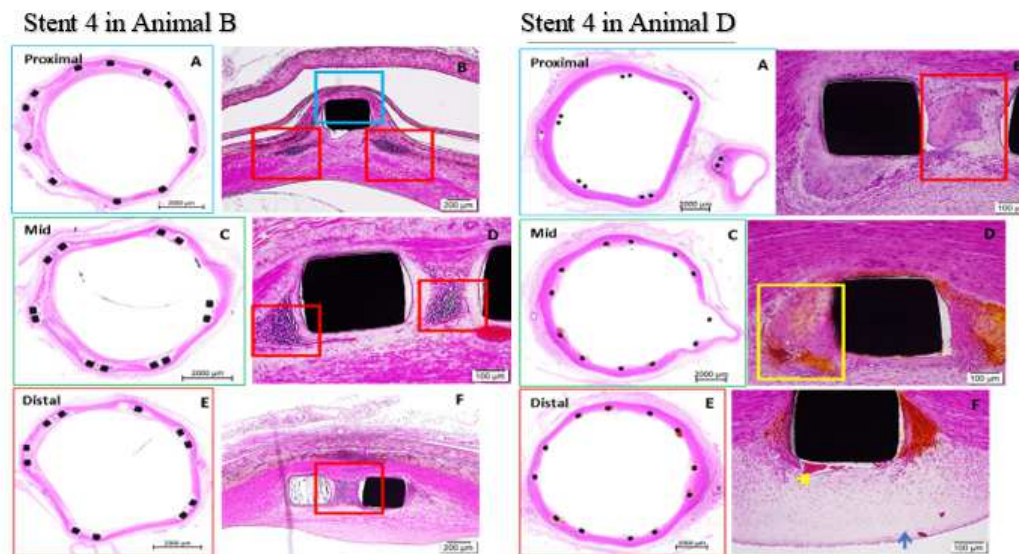 Stent 4 in Animal B
Proximal
A
2000 µm
B
200 µm
Mid
C
2000 µm
D
100 µm
Distal
E
2000 µm
F
200 µm
Stent 4 in Animal D
Proximal
A
2000 µm
100 µ
Mid
C
2000 µm
D
100 µm
Distal
E
2000 µm
F
100 µm